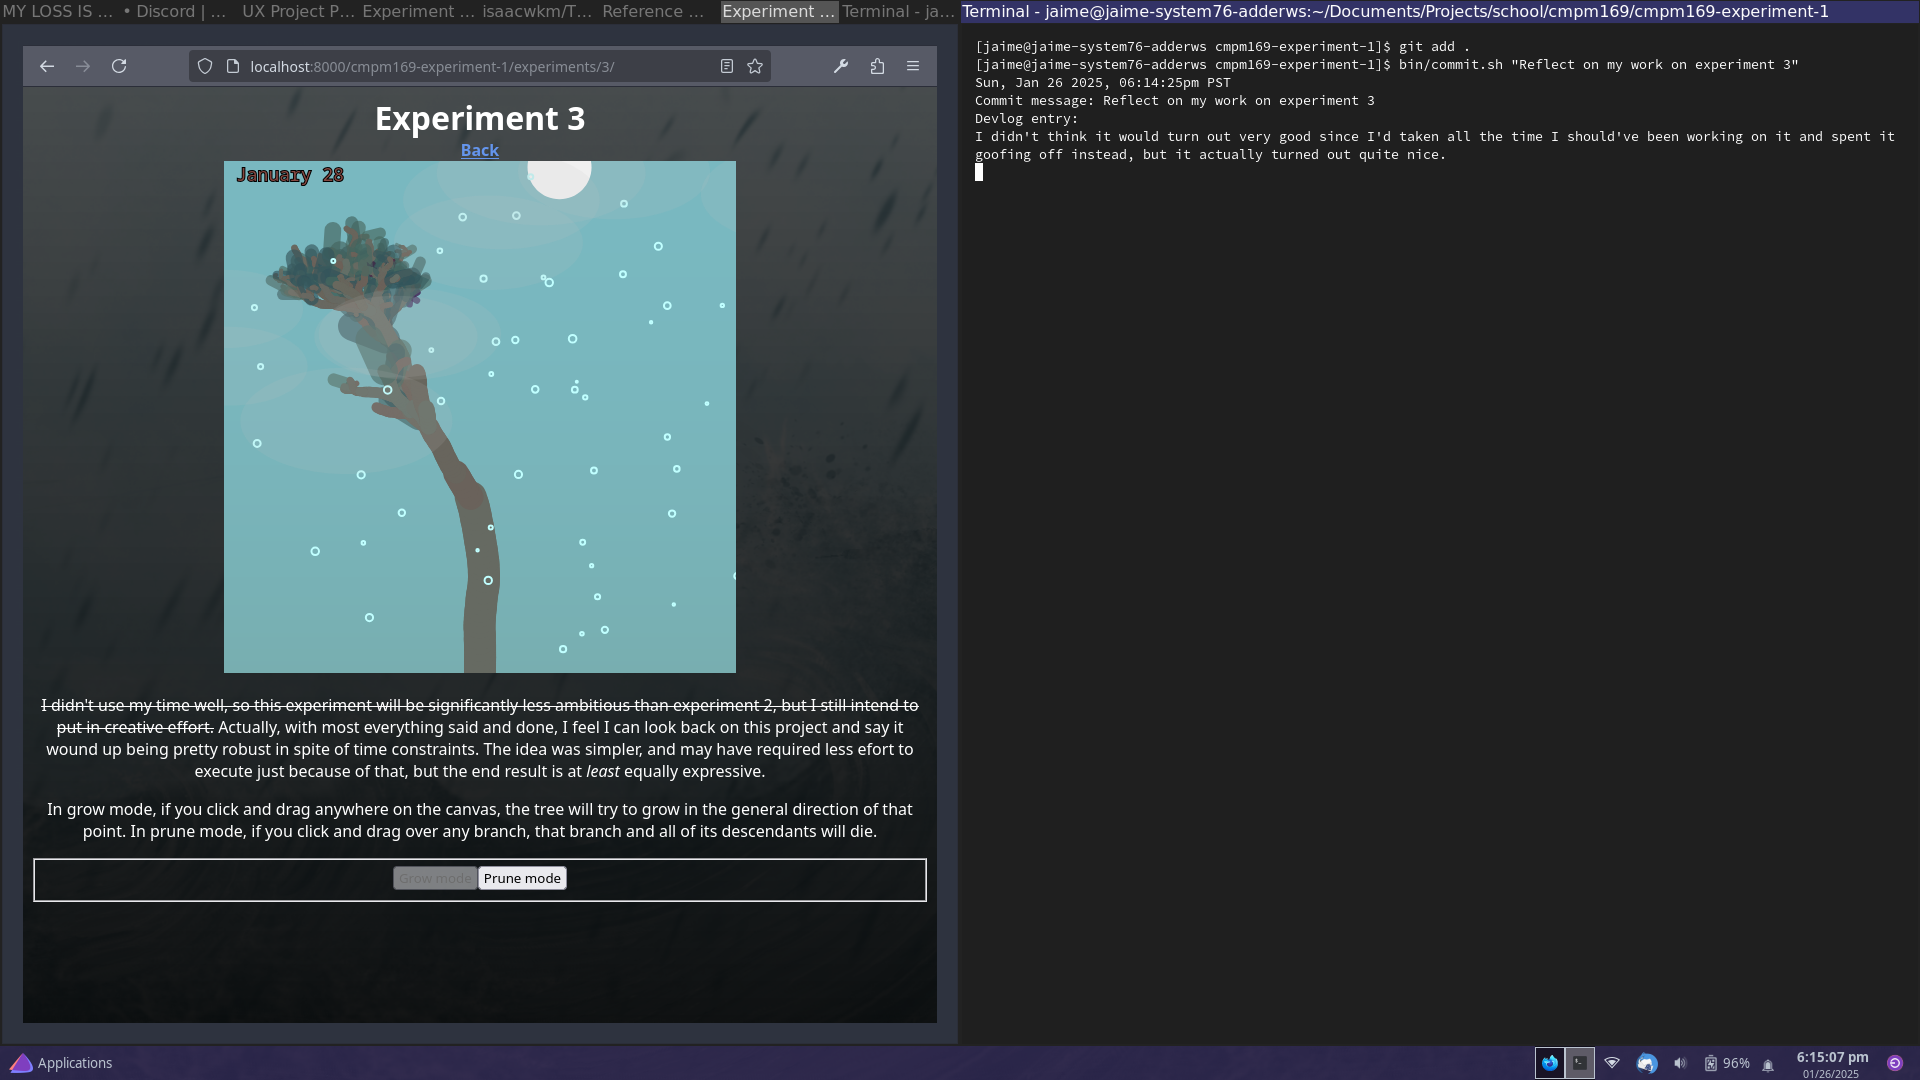 MY LOSS IS ...
• Discord | ...
UX Project P...
Experiment ...
isaacwkm/T...
Reference ...
Experiment ...
Terminal - ja...
Terminal - jaime@jaime-system76-adderws:~/Documents/Projects/school/cmpm169/cmpm169-experiment-1
localhost:8000/cmpm169-experiment-1/experiments/3/
Experiment 3
Back
January 28
I didn't use my time well, so this experiment will be significantly less ambitious than experiment 2, but I still intend to
put in creative effort. Actually, with most everything said and done, I feel I can look back on this project and say it
wound up being pretty robust in spite of time constraints. The idea was simpler, and may have required less efort to
execute just because of that, but the end result is at least equally expressive.
In grow mode, if you click and drag anywhere on the canvas, the tree will try to grow in the general direction of that
point. In prune mode, if you click and drag over any branch, that branch and all of its descendants will die.
Grow mode
Prune mode
[jaime@jaime-system76-adderws cmpm169-experiment-1]$ git add .
[jaime@jaime-system76-adderws cmpm169-experiment-1]$ bin/commit.sh "Reflect on my work on experiment 3"
Sun, Jan 26 2025, 06:14:25pm PST
Commit message: Reflect on my work on experiment 3
Devlog entry:
I didn't think it would turn out very good since I'd taken all the time I should've been working on it and spent it
goofing off instead, but it actually turned out quite nice.
Applications
96%
6:15:07 pm
01/26/2025